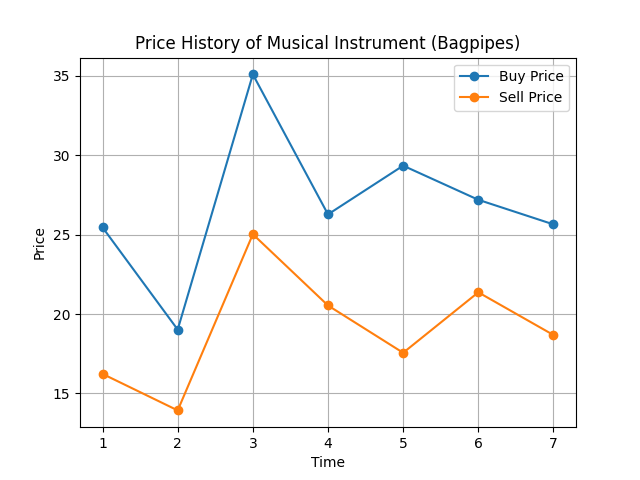 Price History of Musical Instrument (Bagpipes)
Buy Price
Sell Price
35
30
25
20
15
Price
1 2 3 4 5 6 7
Time